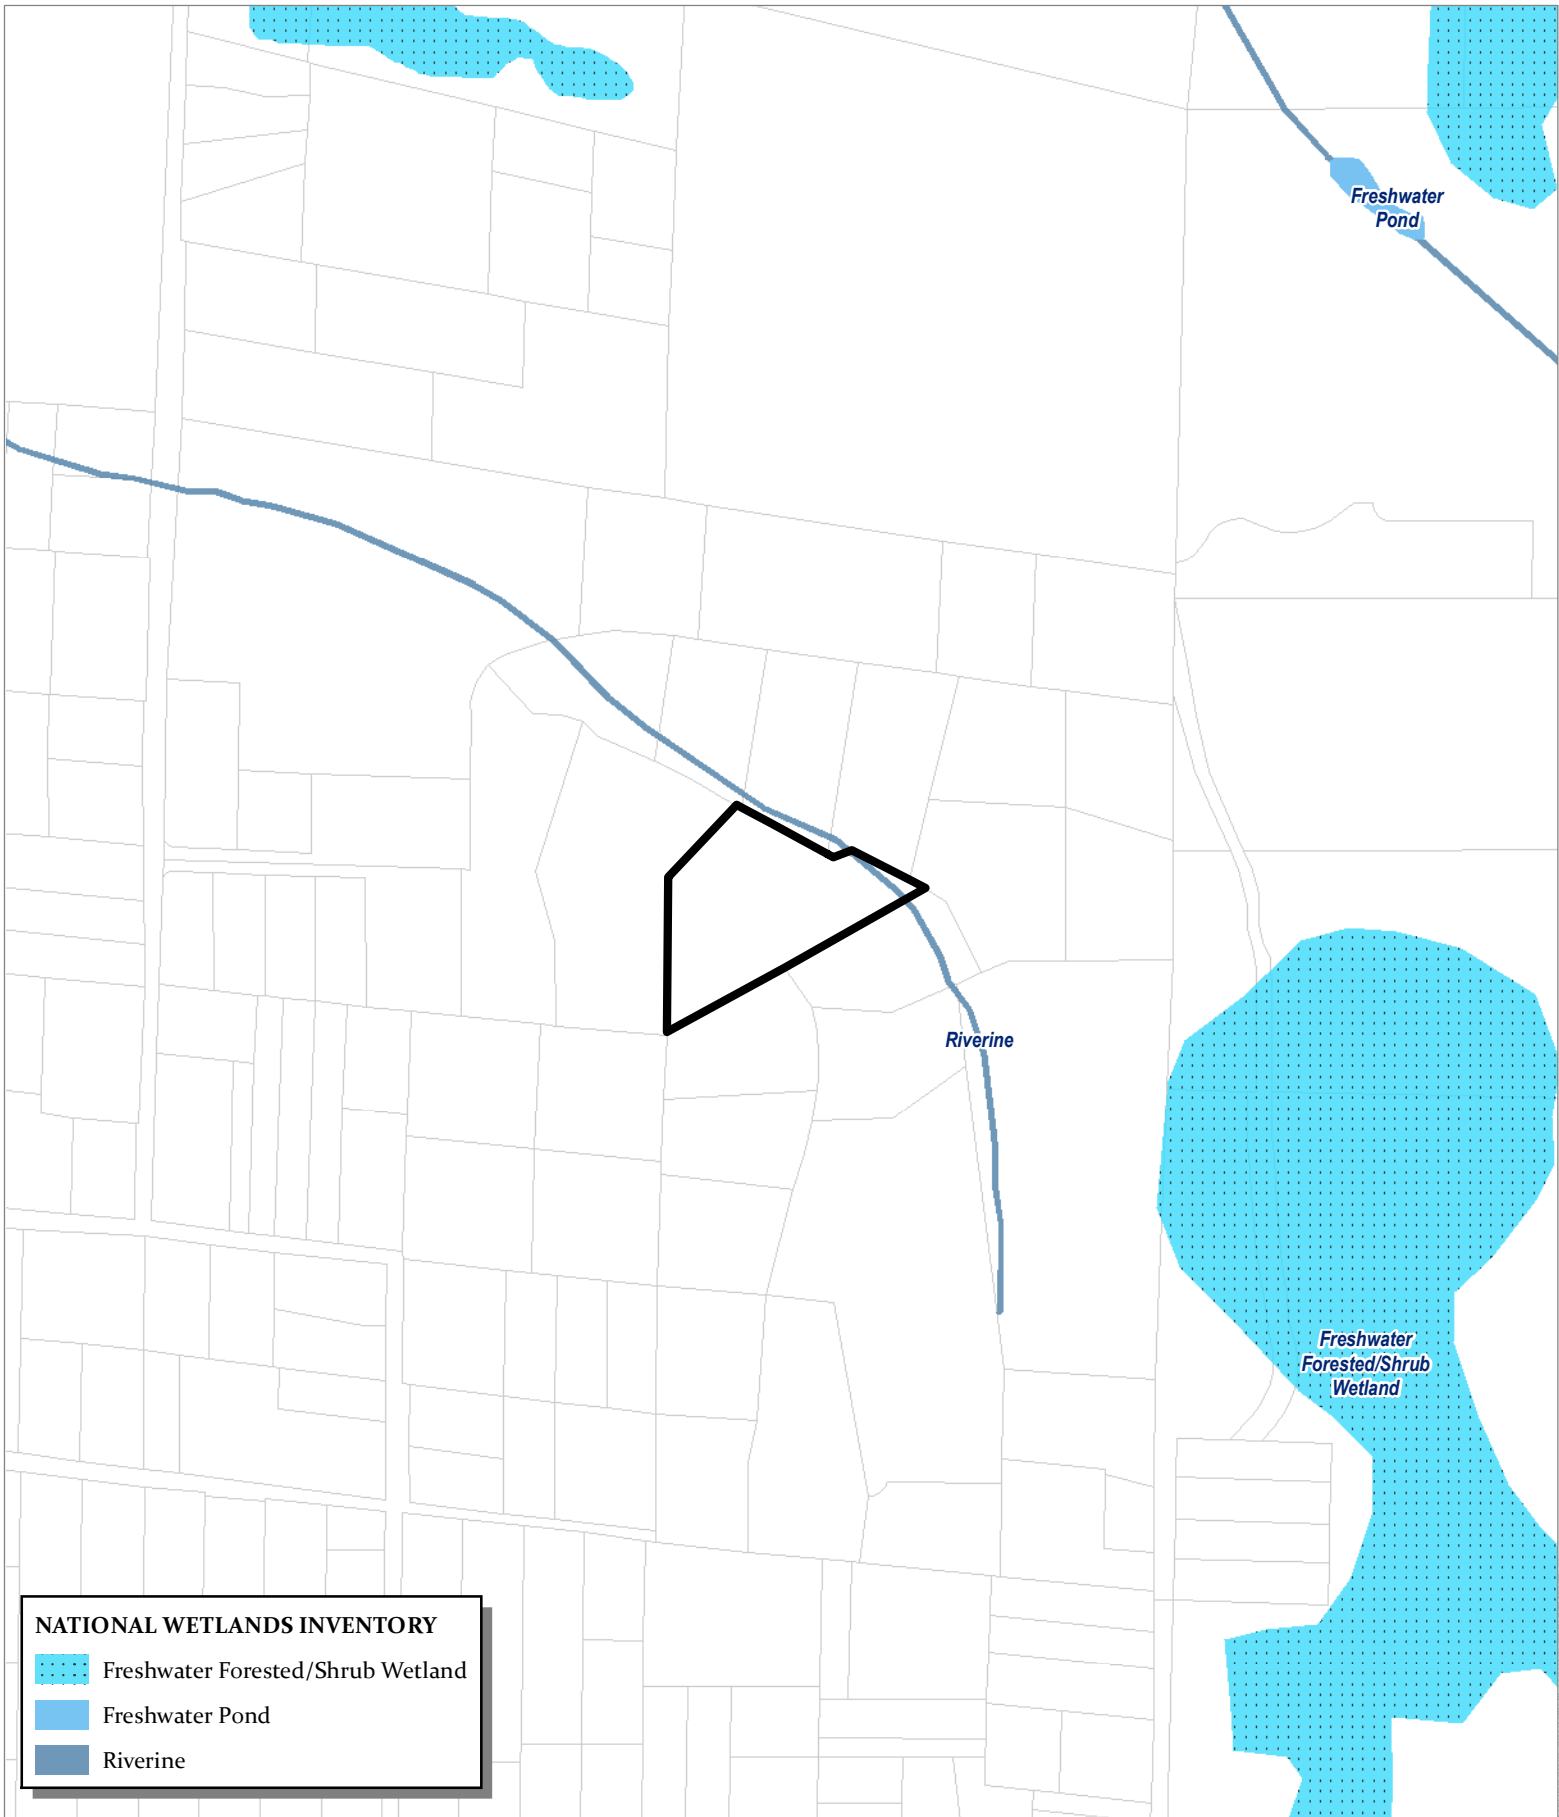 Freshwater
Pond
Riverine
Freshwater
Forested/Shrub
Wetland
NATIONAL WETLANDS INVENTORY
Freshwater Forested/Shrub Wetland
Freshwater Pond
Riverine